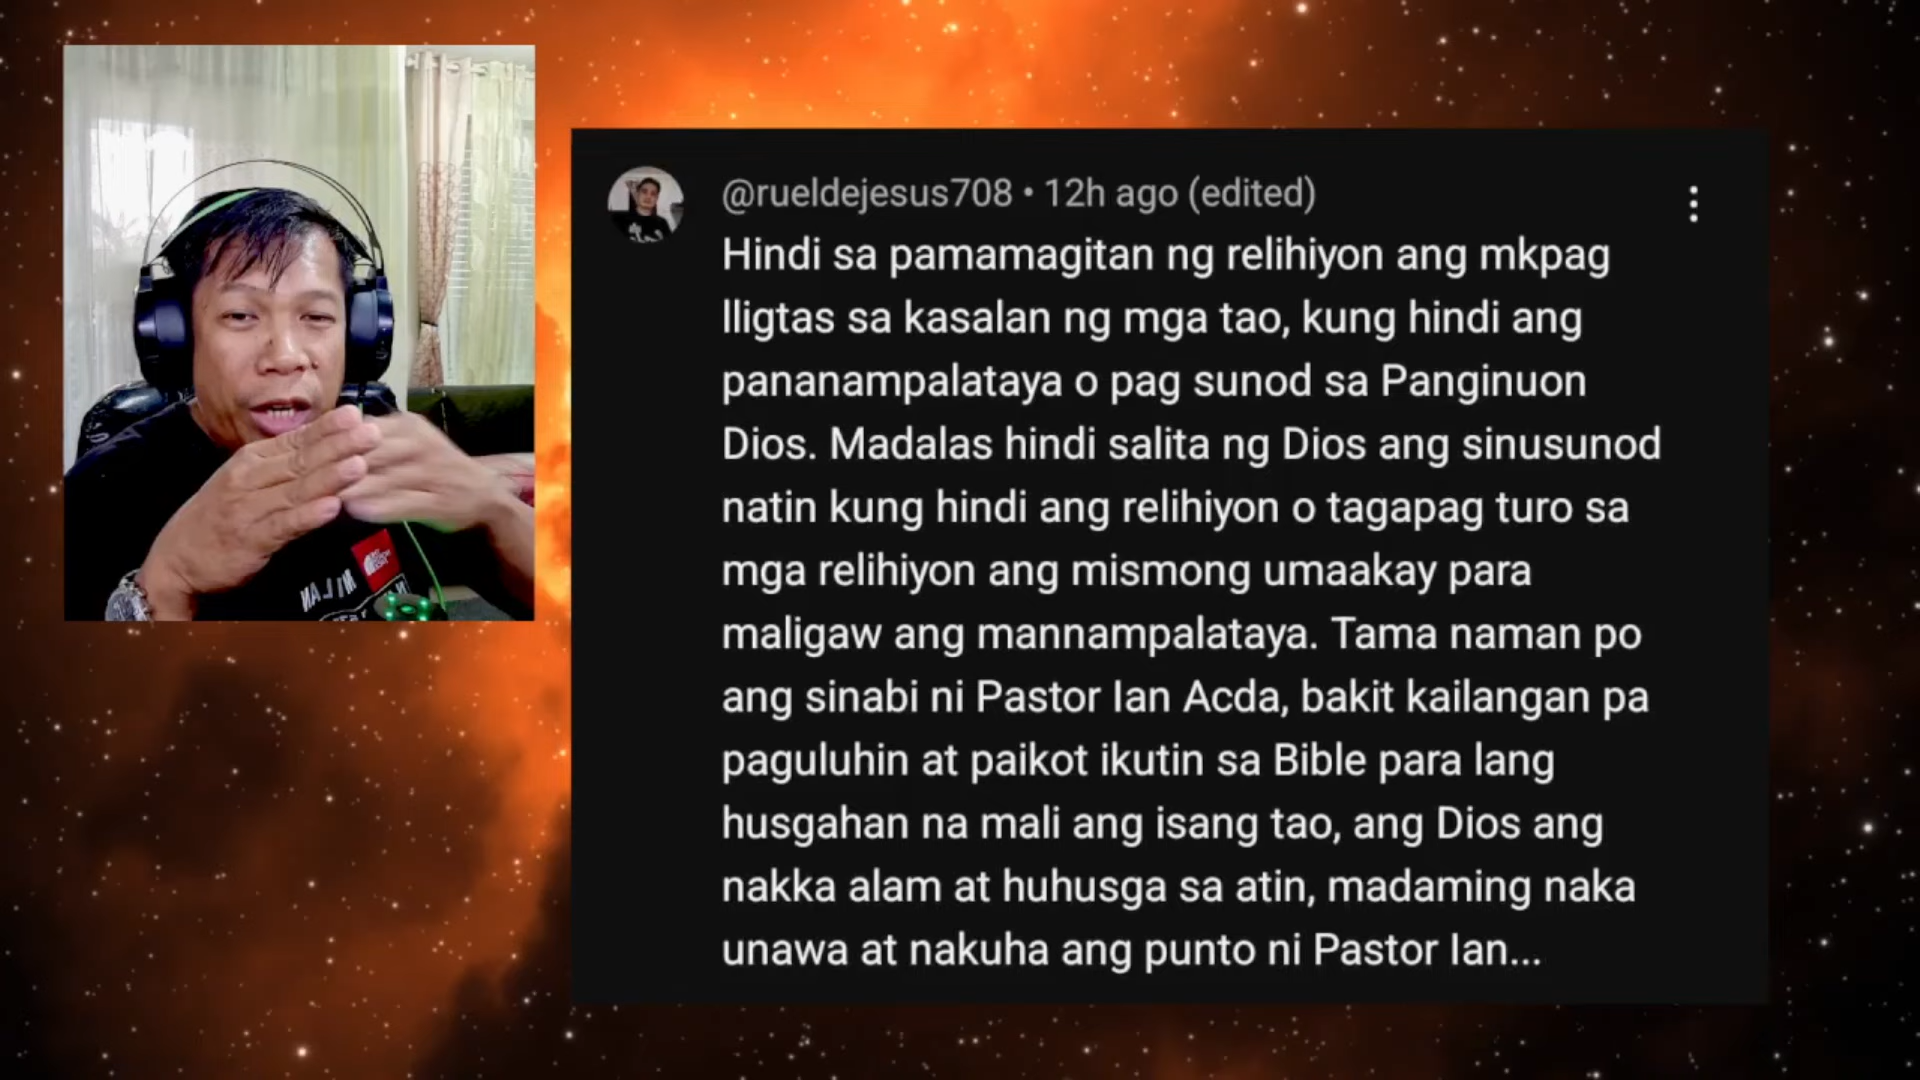 @rueldejesus708 • 12h ago (edited)
Hindi sa pamamagitan ng relihiyon ang mkpag
lligtas sa kasalan ng mga tao, kung hindi ang
pananampalataya o pag sunod sa Panginuon
Dios. Madalas hindi salita ng Dios ang sinusunod
natin kung hindi ang relihiyon o tagapag turo sa
mga relihiyon ang mismong umaakay para
maligaw ang mannampalataya. Tama naman po
ang sinabi ni Pastor Ian Acda, bakit kailangan pa
paguluhin at paikot ikutin sa Bible para lang
husgahan na mali ang isang tao, ang Dios ang
nakka alam at huhusga sa atin, madaming naka
unawa at nakuha ang punto ni Pastor Ian...
MILAN